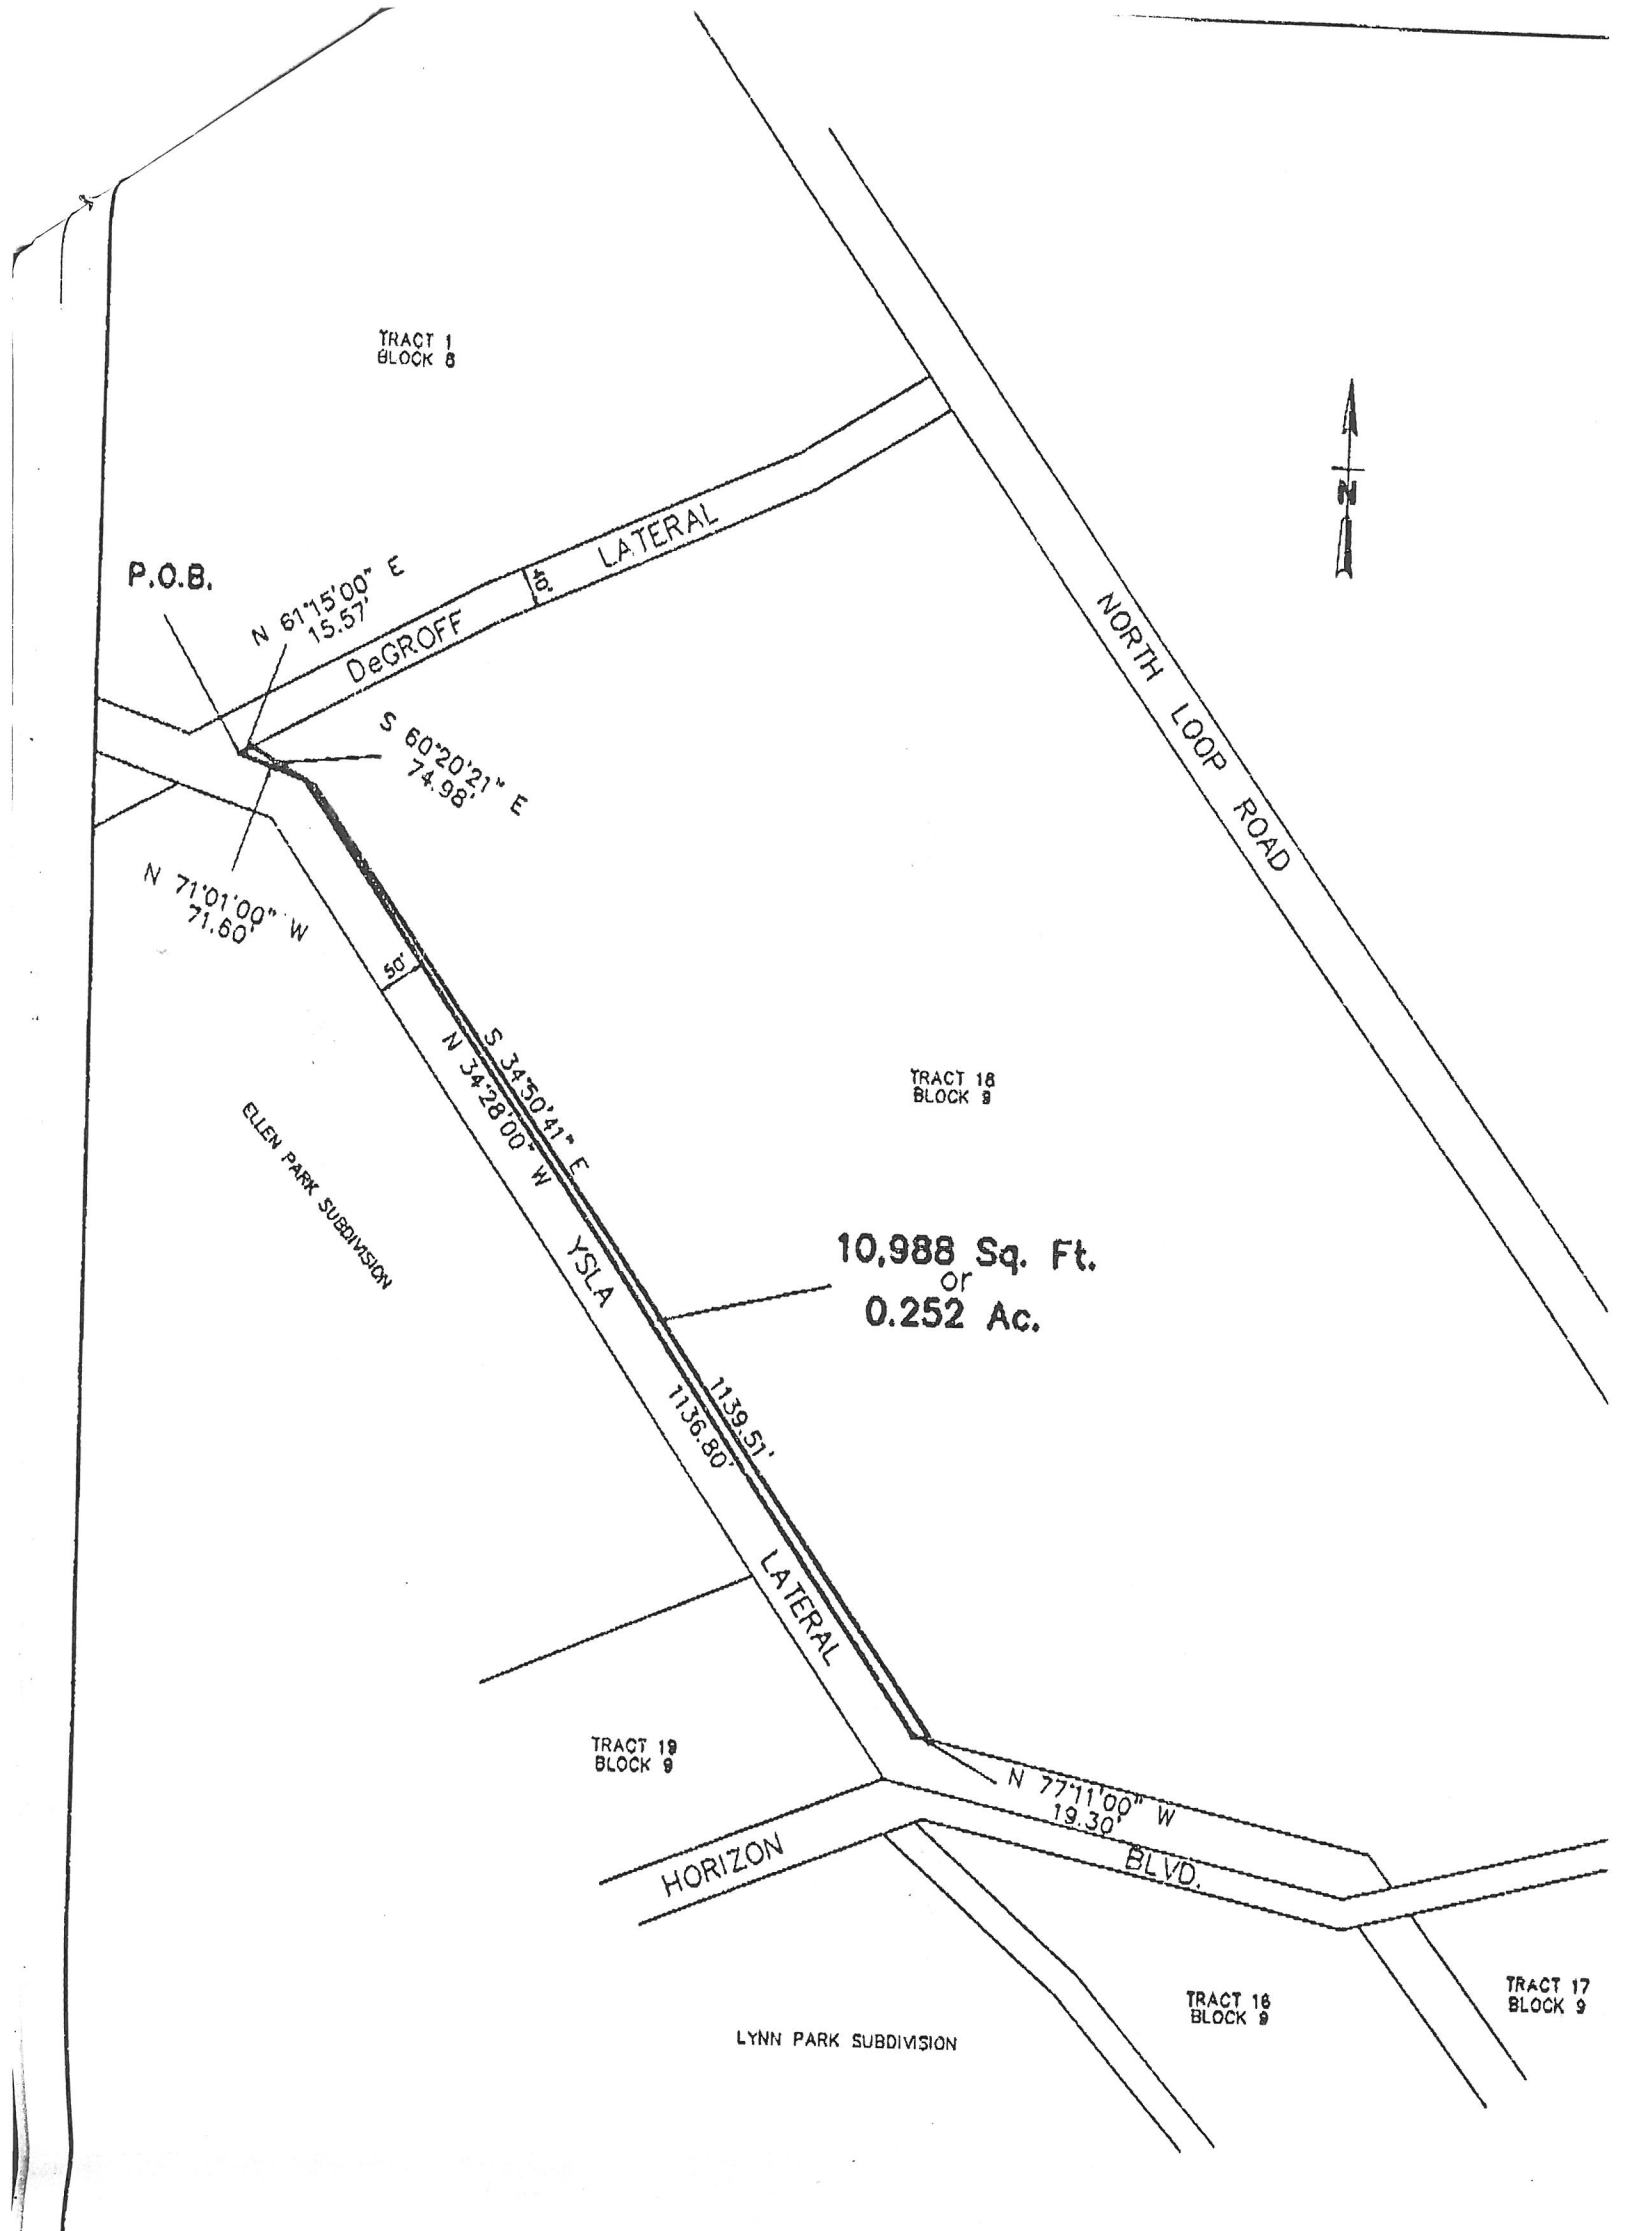 TRACT 1
BLOCK 8
P.O.B.
N 61°15'00" E
15.57'
DeGROFF LATERAL
40'
N
NORTH LOOP ROAD
S 60°20'21" E
74.98'
N 71°01'00" W
71.60'
50'
S 34°50'41" E
1139.51'
N 34°28'00" W
1136.80'
YSLA LATERAL
ELLEN PARK SUBDIVISION
TRACT 18
BLOCK 9
10,988 Sq. Ft.
or
0.252 Ac.
TRACT 19
BLOCK 9
N 77°11'00" W
19.30'
HORIZON BLVD.
TRACT 16
BLOCK 9
TRACT 17
BLOCK 9
LYNN PARK SUBDIVISION